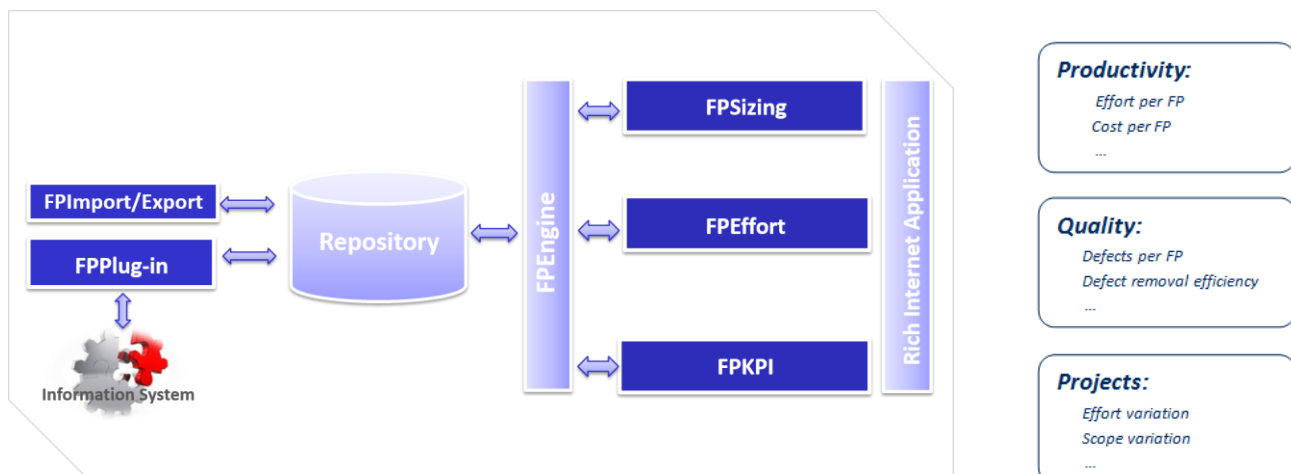 FPImport/Export
FPPlug-in
Information System
Repository
FPEngine
FPSizing
FPEffort
FPKPI
Rich Internet Application
Productivity:
Effort per FP
Cost per FP
...
Quality:
Defects per FP
Defect removal efficiency
...
Projects:
Effort variation
Scope variation
...